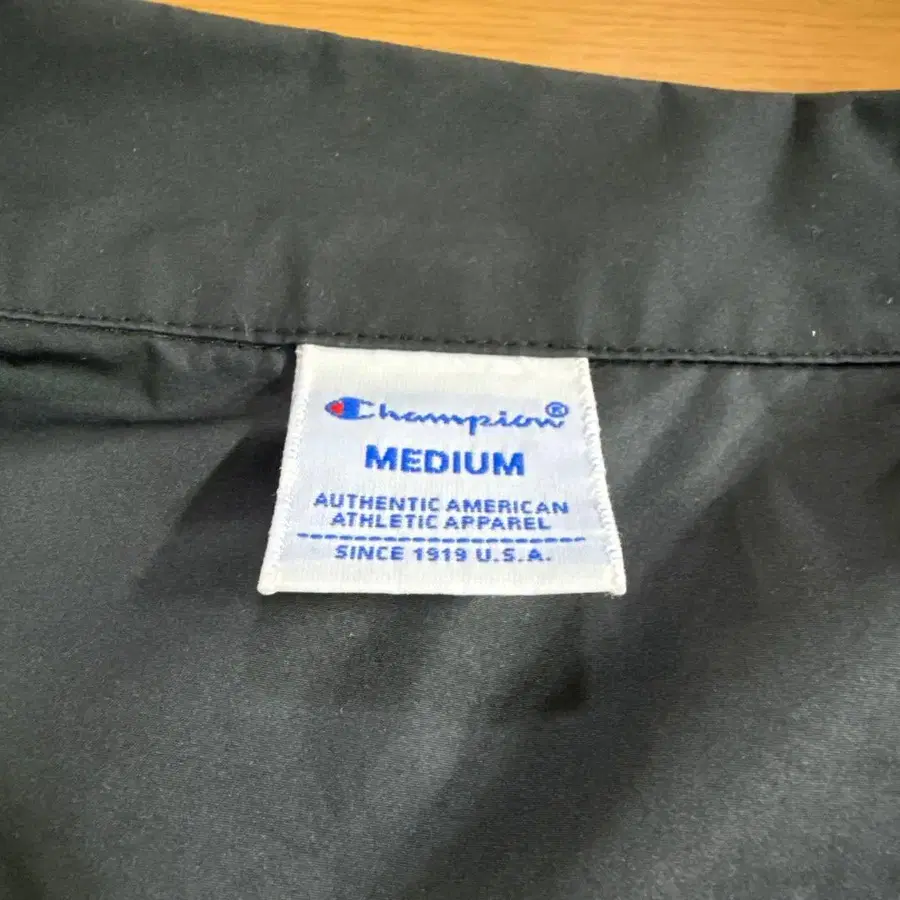 Champion®
MEDIUM
AUTHENTIC AMERICAN
ATHLETIC APPAREL
SINCE 1919 U.S.A.